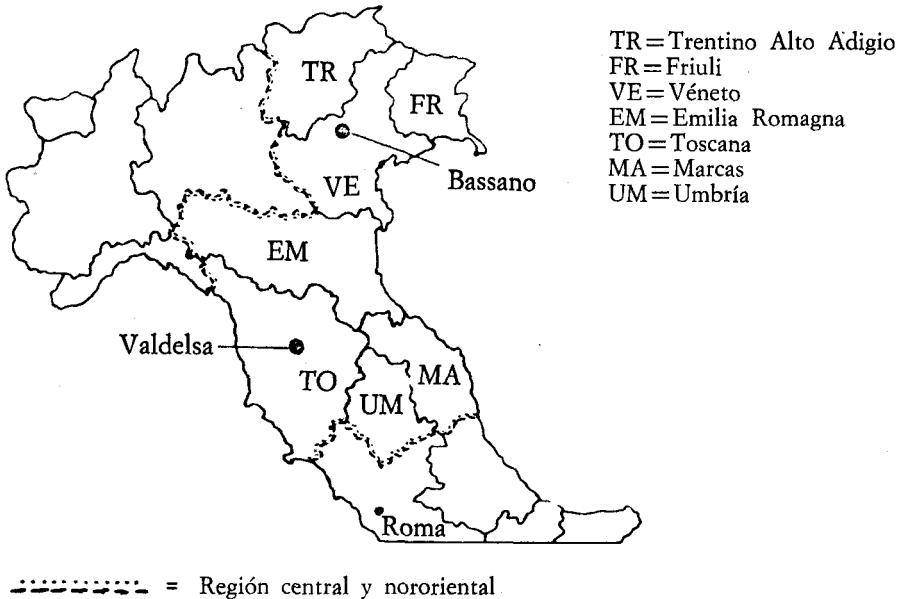 TR=Trentino Alto Adigio
FR=Friuli
VE=Véneto
EM=Emilia Romagna
TO=Toscana
MA=Marcas
UM=Umbría
TR
FR
Bassano
VE
EM
Valdelsa
TO
MA
UM
Roma
= Región central y nororiental